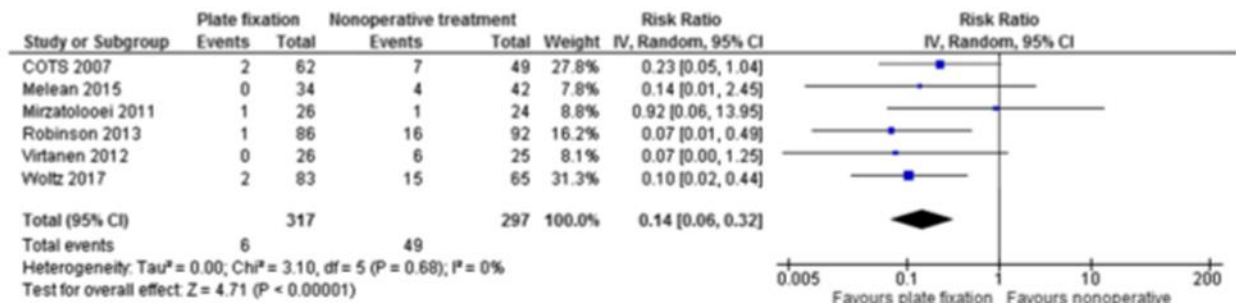 Plate fixation Nonoperative treatment Risk Ratio Risk Ratio
Study or Subgroup Events Total Events Total Weight IV, Random, 95% CI IV, Random, 95% CI
COTS 2007 2 62 7 49 27.8% 0.23 [0.05, 1.04]
Melean 2015 0 34 4 42 7.8% 0.14 [0.01, 2.45]
Mirzatolooei 2011 1 26 1 24 8.8% 0.92 [0.06, 13.95]
Robinson 2013 1 86 16 92 16.2% 0.07 [0.01, 0.49]
Virtanen 2012 0 26 6 25 8.1% 0.07 [0.00, 1.25]
Woltz 2017 2 83 15 65 31.3% 0.10 [0.02, 0.44]
Total (95% CI) 317 297 100.0% 0.14 [0.06, 0.32]
Total events 6 49
Heterogeneity: Tau² = 0.00; Chi² = 3.10, df = 5 (P = 0.68); I² = 0%
Test for overall effect: Z = 4.71 (P < 0.00001)
0.005 0.1 1 10 200
Favours plate fixation Favours nonoperative